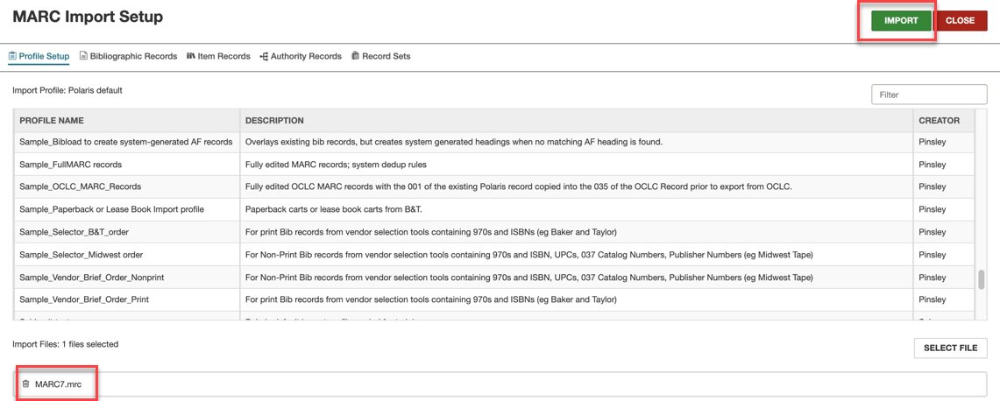 MARC Import Setup
IMPORT CLOSE
Profile Setup Bibliographic Records Item Records Authority Records Record Sets
Import Profile: Polaris default
Filter
PROFILE NAME DESCRIPTION CREATOR
Sample_Bibload to create system-generated AF records Overlays existing bib records, but creates system generated headings when no matching AF heading is found. Pinsley
Sample_FullMARC records Fully edited MARC records; system dedup rules Pinsley
Sample_OCLC_MARC_Records Fully edited OCLC MARC records with the 001 of the existing Polaris record copied into the 035 of the OCLC Record prior to export from OCLC. Pinsley
Sample_Paperback or Lease Book Import profile Paperback carts or lease book carts from B&T. Pinsley
Sample_Selector_B&T_order For print Bib records from vendor selection tools containing 970s and ISBNs (eg Baker and Taylor) Pinsley
Sample_Selector_Midwest order For Non-Print Bib records from vendor selection tools containing 970s and ISBN, UPCs, 037 Catalog Numbers, Publisher Numbers (eg Midwest Tape) Pinsley
Sample_Vendor_Brief_Order_Nonprint For Non-Print Bib records from vendor selection tools containing 970s and ISBN, UPCs, 037 Catalog Numbers, Publisher Numbers (eg Midwest Tape) Pinsley
Sample_Vendor_Brief_Order_Print For print Bib records from vendor selection tools containing 970s and ISBNs (eg Baker and Taylor) Pinsley
Import Files: 1 files selected
SELECT FILE
MARC7.mrc